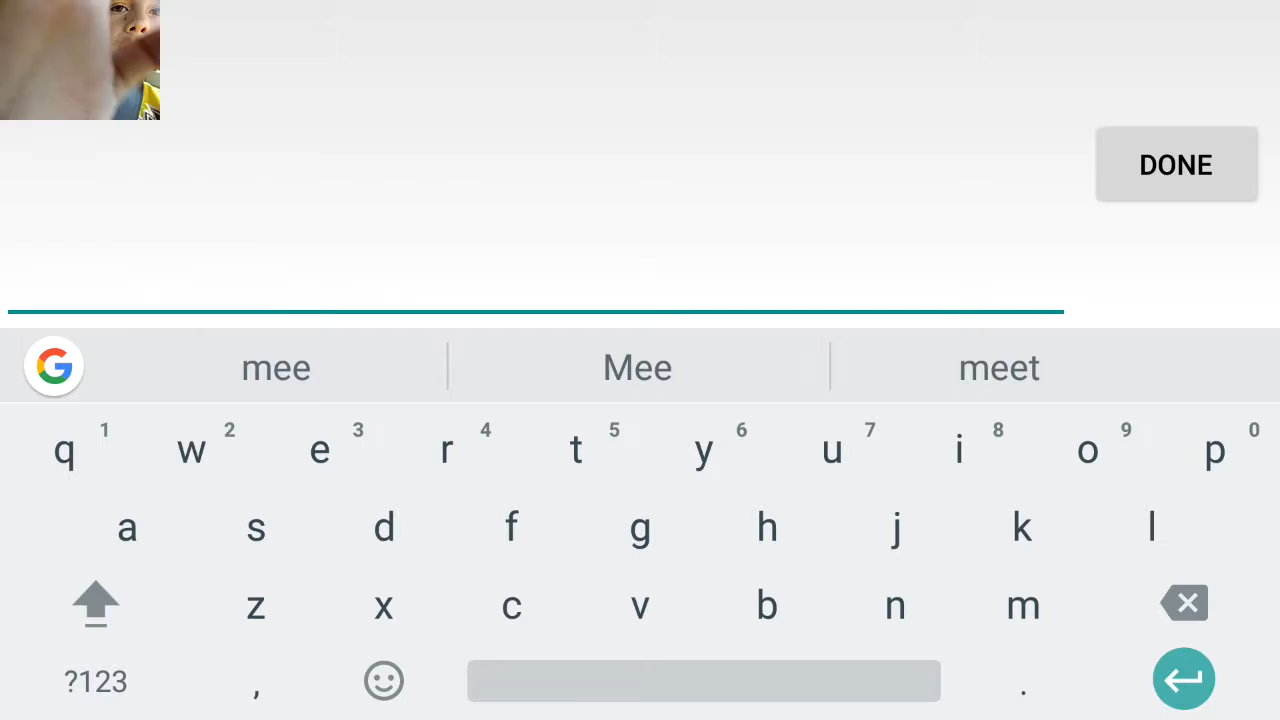 DONE
mee Mee meet
q 1 w 2 e 3 r 4 t 5 y 6 u 7 i 8 o 9 p 0
a s d f g h j k l
z x c v b n m
?123 , .